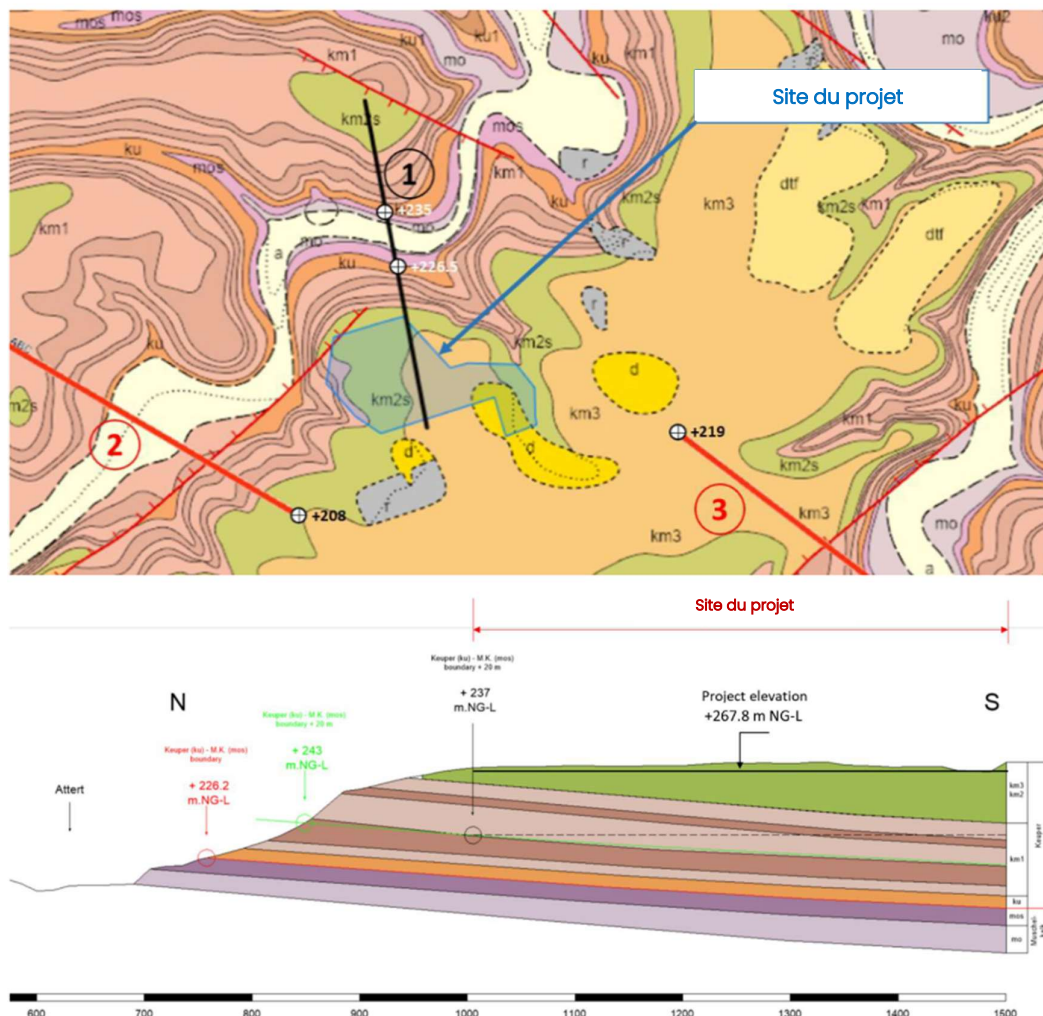 mos
mos
ku1
ku1
km1
mo
ku
km1
ku2
mo
Site du projet
km2s
mos
km1
ku
mos
1
+235
mo
mo
r
ku
km2s
km3
dtf
km2s
km1
dtf
km1
a
ku
+226.5
r
r
ku
km2s
d
km3
km2s
m2s
2
d
d
r
+208
+219
3
km1
ku
km2s
km3
km3
mo
a
Site du projet
Keuper (ku) - M.K. (mos)
boundary + 20 m
N
+ 237
m.NG-L
Project elevation
+267.8 m NG-L
S
Keuper (ku) - M.K. (mos)
boundary + 20 m
+ 243
m.NG-L
Keuper (ku) - M.K. (mos)
boundary
+ 226.2
m.NG-L
Attert
km3
km2
Keuper
km1
ku
mos
mo
Muschel-
600
700
800
900
1000
1100
1200
1300
1400
1500